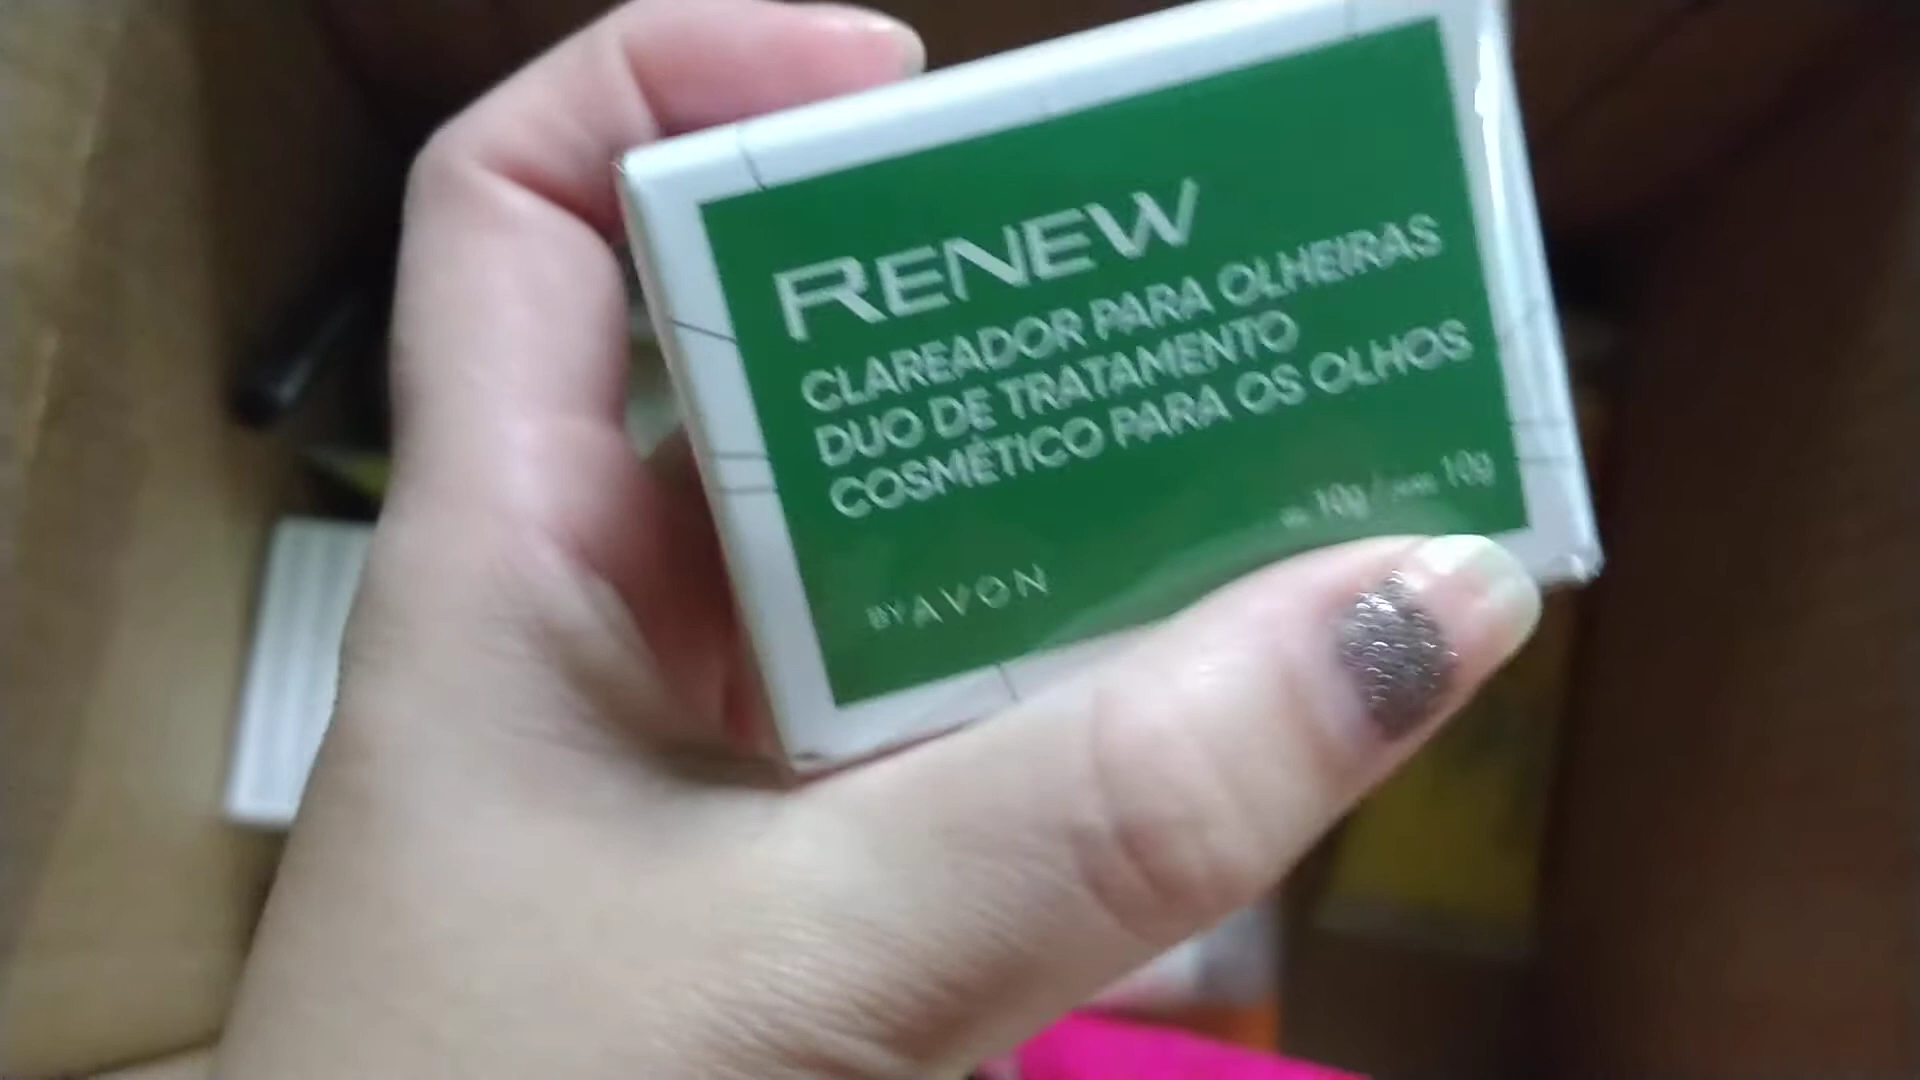 RENEW
CLAREADOR PARA OLHEIRAS
DUO DE TRATAMENTO
COSMÉTICO PARA OS OLHOS
10g / 10g
BY AVON